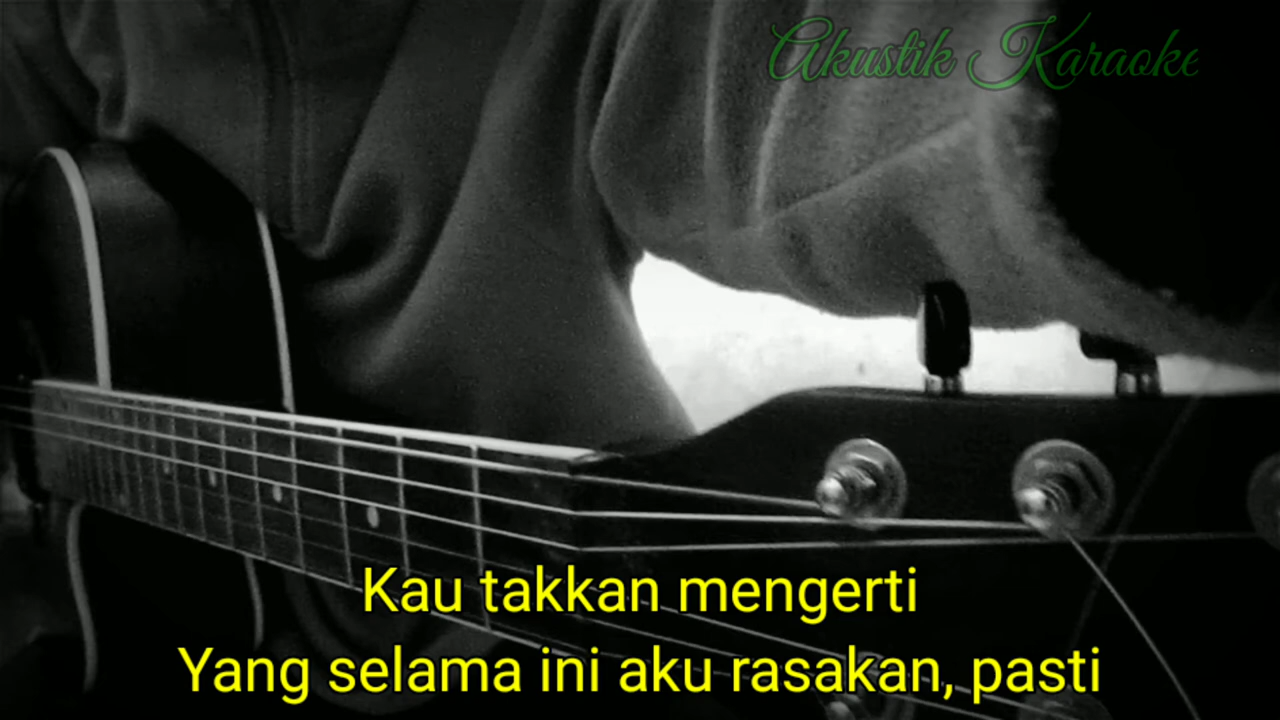 Akustik Karaoke
Kau takkan mengerti
Yang selama ini aku rasakan, pasti